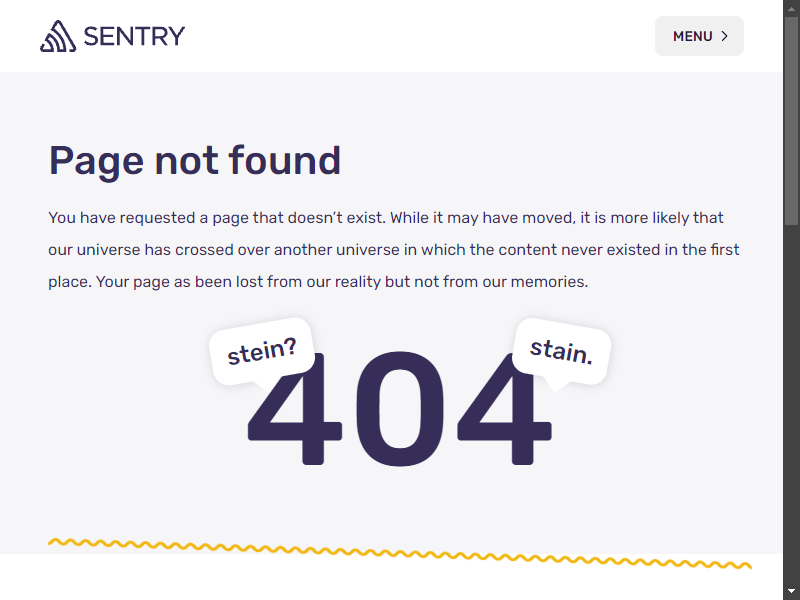 SENTRY
MENU
Page not found
You have requested a page that doesn’t exist. While it may have moved, it is more likely that
our universe has crossed over another universe in which the content never existed in the first
place. Your page as been lost from our reality but not from our memories.
stein?
stain.
404